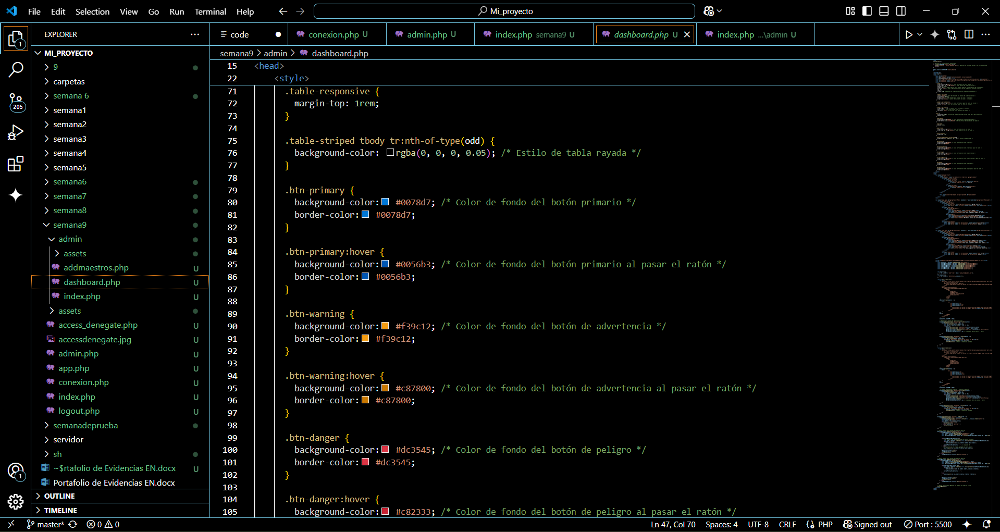 File Edit Selection View Go Run Terminal Help
Mi_proyecto
EXPLORER
code
conexion.php U
admin.php U
index.php semana9 U
dashboard.php U
index.php ...\admin U
semana9 > admin > dashboard.php
1
205
1
MI_PROYECTO
9
carpetas
semana 6
semana1
semana2
semana3
semana4
semana5
semana6
semana7
semana8
semana9
admin
assets
addmaestros.php U
dashboard.php U
index.php U
assets
access_denegate.php U
accessdenegate.jpg U
admin.php U
app.php U
conexion.php U
index.php U
logout.php U
semanadeprueba
servidor
sh
~$rtafolio de Evidencias EN.docx U
Portafolio de Evidencias EN.docx
OUTLINE
TIMELINE
15 <head>
22 <style>
71 .table-responsive {
72 margin-top: 1rem;
73 }
74
75 .table-striped tbody tr:nth-of-type(odd) {
76 background-color: rgba(0, 0, 0, 0.05); /* Estilo de tabla rayada */
77 }
78
79 .btn-primary {
80 background-color: #0078d7; /* Color de fondo del botón primario */
81 border-color: #0078d7;
82 }
83
84 .btn-primary:hover {
85 background-color: #0056b3; /* Color de fondo del botón primario al pasar el ratón */
86 border-color: #0056b3;
87 }
88
89 .btn-warning {
90 background-color: #f39c12; /* Color de fondo del botón de advertencia */
91 border-color: #f39c12;
92 }
93
94 .btn-warning:hover {
95 background-color: #c87800; /* Color de fondo del botón de advertencia al pasar el ratón */
96 border-color: #c87800;
97 }
98
99 .btn-danger {
100 background-color: #dc3545; /* Color de fondo del botón de peligro */
101 border-color: #dc3545;
102 }
103
104 .btn-danger:hover {
105 background-color: #c82333; /* Color de fondo del botón de peligro al pasar el ratón */
master* 0 0 Ln 47, Col 70 Spaces: 4 UTF-8 CRLF PHP Signed out Port : 5500